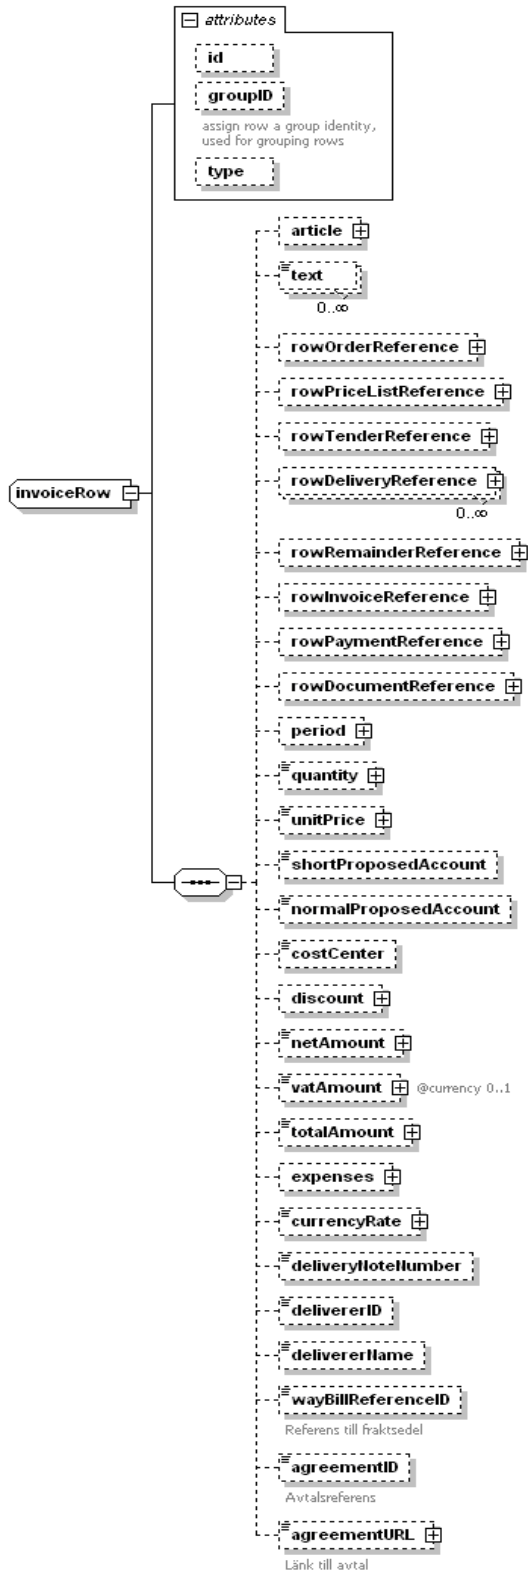 attributes
id
groupID
assign row a group identity,
used for grouping rows
type
article
text
0..∞
rowOrderReference
rowPriceListReference
rowTenderReference
rowDeliveryReference
0..∞
invoiceRow
rowRemainderReference
rowInvoiceReference
rowPaymentReference
rowDocumentReference
period
quantity
unitPrice
shortProposedAccount
normalProposedAccount
costCenter
discount
netAmount
vatAmount @currency 0..1
totalAmount
expenses
currencyRate
deliveryNoteNumber
delivererID
delivererName
wayBillReferenceID
Referens till fraktsedel
agreementID
Avtalsreferens
agreementURL
Länk till avtal